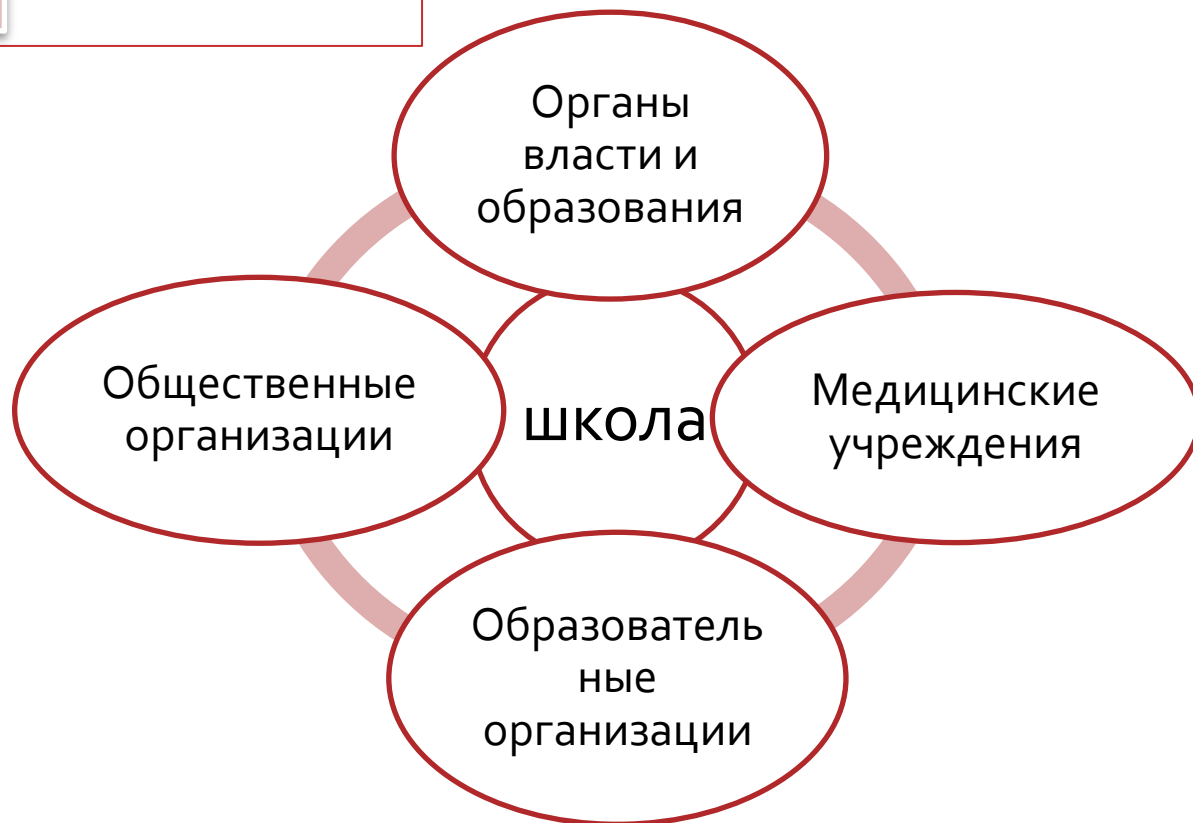 Органы
власти и
образования
Общественные
организации
школа
Медицинские
учреждения
Образователь
ные
организации